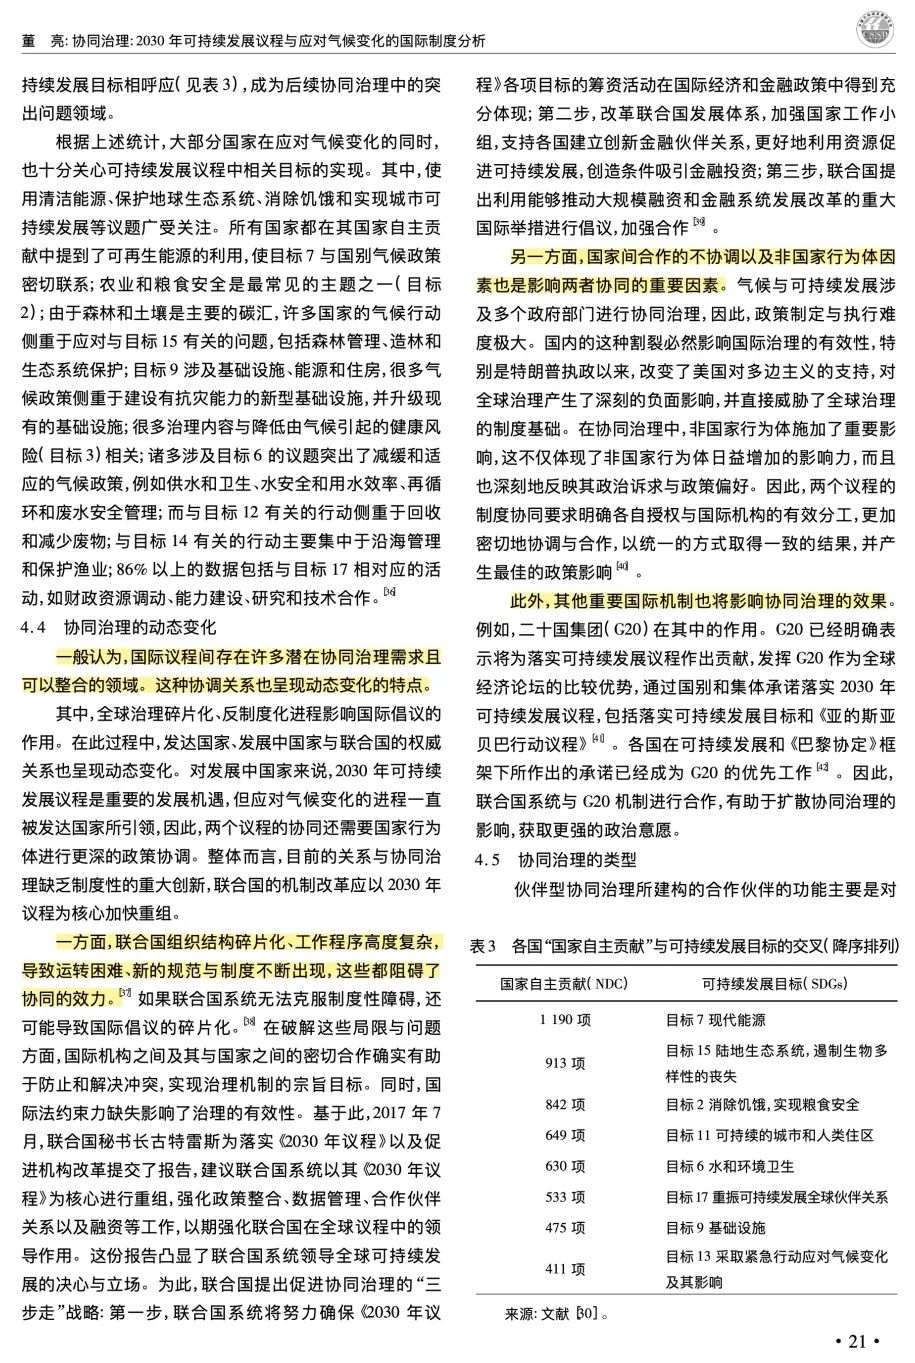 董　亮: 协同治理: 2030 年可持续发展议程与应对气候变化的国际制度分析
持续发展目标相呼应( 见表 3) ,成为后续协同治理中的突
出问题领域。
根据上述统计,大部分国家在应对气候变化的同时,
也十分关心可持续发展议程中相关目标的实现。其中,使
用清洁能源、保护地球生态系统、消除饥饿和实现城市可
持续发展等议题广受关注。所有国家都在其国家自主贡
献中提到了可再生能源的利用,使目标 7 与国别气候政策
密切联系; 农业和粮食安全是最常见的主题之一( 目标
2) ; 由于森林和土壤是主要的碳汇,许多国家的气候行动
侧重于应对与目标 15 有关的问题,包括森林管理、造林和
生态系统保护; 目标 9 涉及基础设施、能源和住房,很多气
候政策侧重于建设有抗灾能力的新型基础设施,并升级现
有的基础设施; 很多治理内容与降低由气候引起的健康风
险( 目标 3) 相关; 诸多涉及目标 6 的议题突出了减缓和适
应的气候政策,例如供水和卫生、水安全和用水效率、再循
环和废水安全管理; 而与目标 12 有关的行动侧重于回收
和减少废物; 与目标 14 有关的行动主要集中于沿海管理
和保护渔业; 86% 以上的数据包括与目标 17 相对应的活
动,如财政资源调动、能力建设、研究和技术合作。[36]
4.4　协同治理的动态变化
一般认为,国际议程间存在许多潜在协同治理需求且
可以整合的领域。这种协调关系也呈现动态变化的特点。
其中,全球治理碎片化、反制度化进程影响国际倡议的
作用。在此过程中,发达国家、发展中国家与联合国的权威
关系也呈现动态变化。对发展中国家来说,2030 年可持续
发展议程是重要的发展机遇,但应对气候变化的进程一直
被发达国家所引领,因此,两个议程的协同还需要国家行为
体进行更深的政策协调。整体而言,目前的关系与协同治
理缺乏制度性的重大创新,联合国的机制改革应以 2030 年
议程为核心加快重组。
一方面,联合国组织结构碎片化、工作程序高度复杂,
导致运转困难、新的规范与制度不断出现,这些都阻碍了
协同的效力。[37] 如果联合国系统无法克服制度性障碍,还
可能导致国际倡议的碎片化。[38] 在破解这些局限与问题
方面,国际机构之间及其与国家之间的密切合作确实有助
于防止和解决冲突,实现治理机制的宗旨目标。同时,国
际法约束力缺失影响了治理的有效性。基于此,2017 年 7
月,联合国秘书长古特雷斯为落实《2030 年议程》以及促
进机构改革提交了报告,建议联合国系统以其《2030 年议
程》为核心进行重组,强化政策整合、数据管理、合作伙伴
关系以及融资等工作,以期强化联合国在全球议程中的领
导作用。这份报告凸显了联合国系统领导全球可持续发
展的决心与立场。为此,联合国提出促进协同治理的 “三
步走”战略: 第一步,联合国系统将努力确保《2030 年议
程》各项目标的筹资活动在国际经济和金融政策中得到充
分体现; 第二步,改革联合国发展体系,加强国家工作小
组,支持各国建立创新金融伙伴关系,更好地利用资源促
进可持续发展,创造条件吸引金融投资; 第三步,联合国提
出利用能够推动大规模融资和金融系统发展改革的重大
国际举措进行倡议,加强合作[39] 。
另一方面,国家间合作的不协调以及非国家行为体因
素也是影响两者协同的重要因素。气候与可持续发展涉
及多个政府部门进行协同治理,因此,政策制定与执行难
度极大。国内的这种割裂必然影响国际治理的有效性,特
别是特朗普执政以来,改变了美国对多边主义的支持,对
全球治理产生了深刻的负面影响,并直接威胁了全球治理
的制度基础。在协同治理中,非国家行为体施加了重要影
响,这不仅体现了非国家行为体日益增加的影响力,而且
也深刻地反映其政治诉求与政策偏好。因此,两个议程的
制度协同要求明确各自授权与国际机构的有效分工,更加
密切地协调与合作,以统一的方式取得一致的结果,并产
生最佳的政策影响[40] 。
此外,其他重要国际机制也将影响协同治理的效果。
例如,二十国集团( G20) 在其中的作用。G20 已经明确表
示将为落实可持续发展议程作出贡献,发挥 G20 作为全球
经济论坛的比较优势,通过国别和集体承诺落实 2030 年
可持续发展议程,包括落实可持续发展目标和《亚的斯亚
贝巴行动议程》[41] 。各国在可持续发展和《巴黎协定》框
架下所作出的承诺已经成为 G20 的优先工作[42] 。因此,
联合国系统与 G20 机制进行合作,有助于扩散协同治理的
影响,获取更强的政治意愿。
4.5　协同治理的类型
伙伴型协同治理所建构的合作伙伴的功能主要是对
表 3　各国“国家自主贡献”与可持续发展目标的交叉( 降序排列)
国家自主贡献( NDC)　可持续发展目标( SDGs)
1 190 项　目标 7 现代能源
913 项　目标 15 陆地生态系统,遏制生物多
样性的丧失
842 项　目标 2 消除饥饿,实现粮食安全
649 项　目标 11 可持续的城市和人类住区
630 项　目标 6 水和环境卫生
533 项　目标 17 重振可持续发展全球伙伴关系
475 项　目标 9 基础设施
411 项　目标 13 采取紧急行动应对气候变化
及其影响
来源: 文献[30]。
· 21 ·